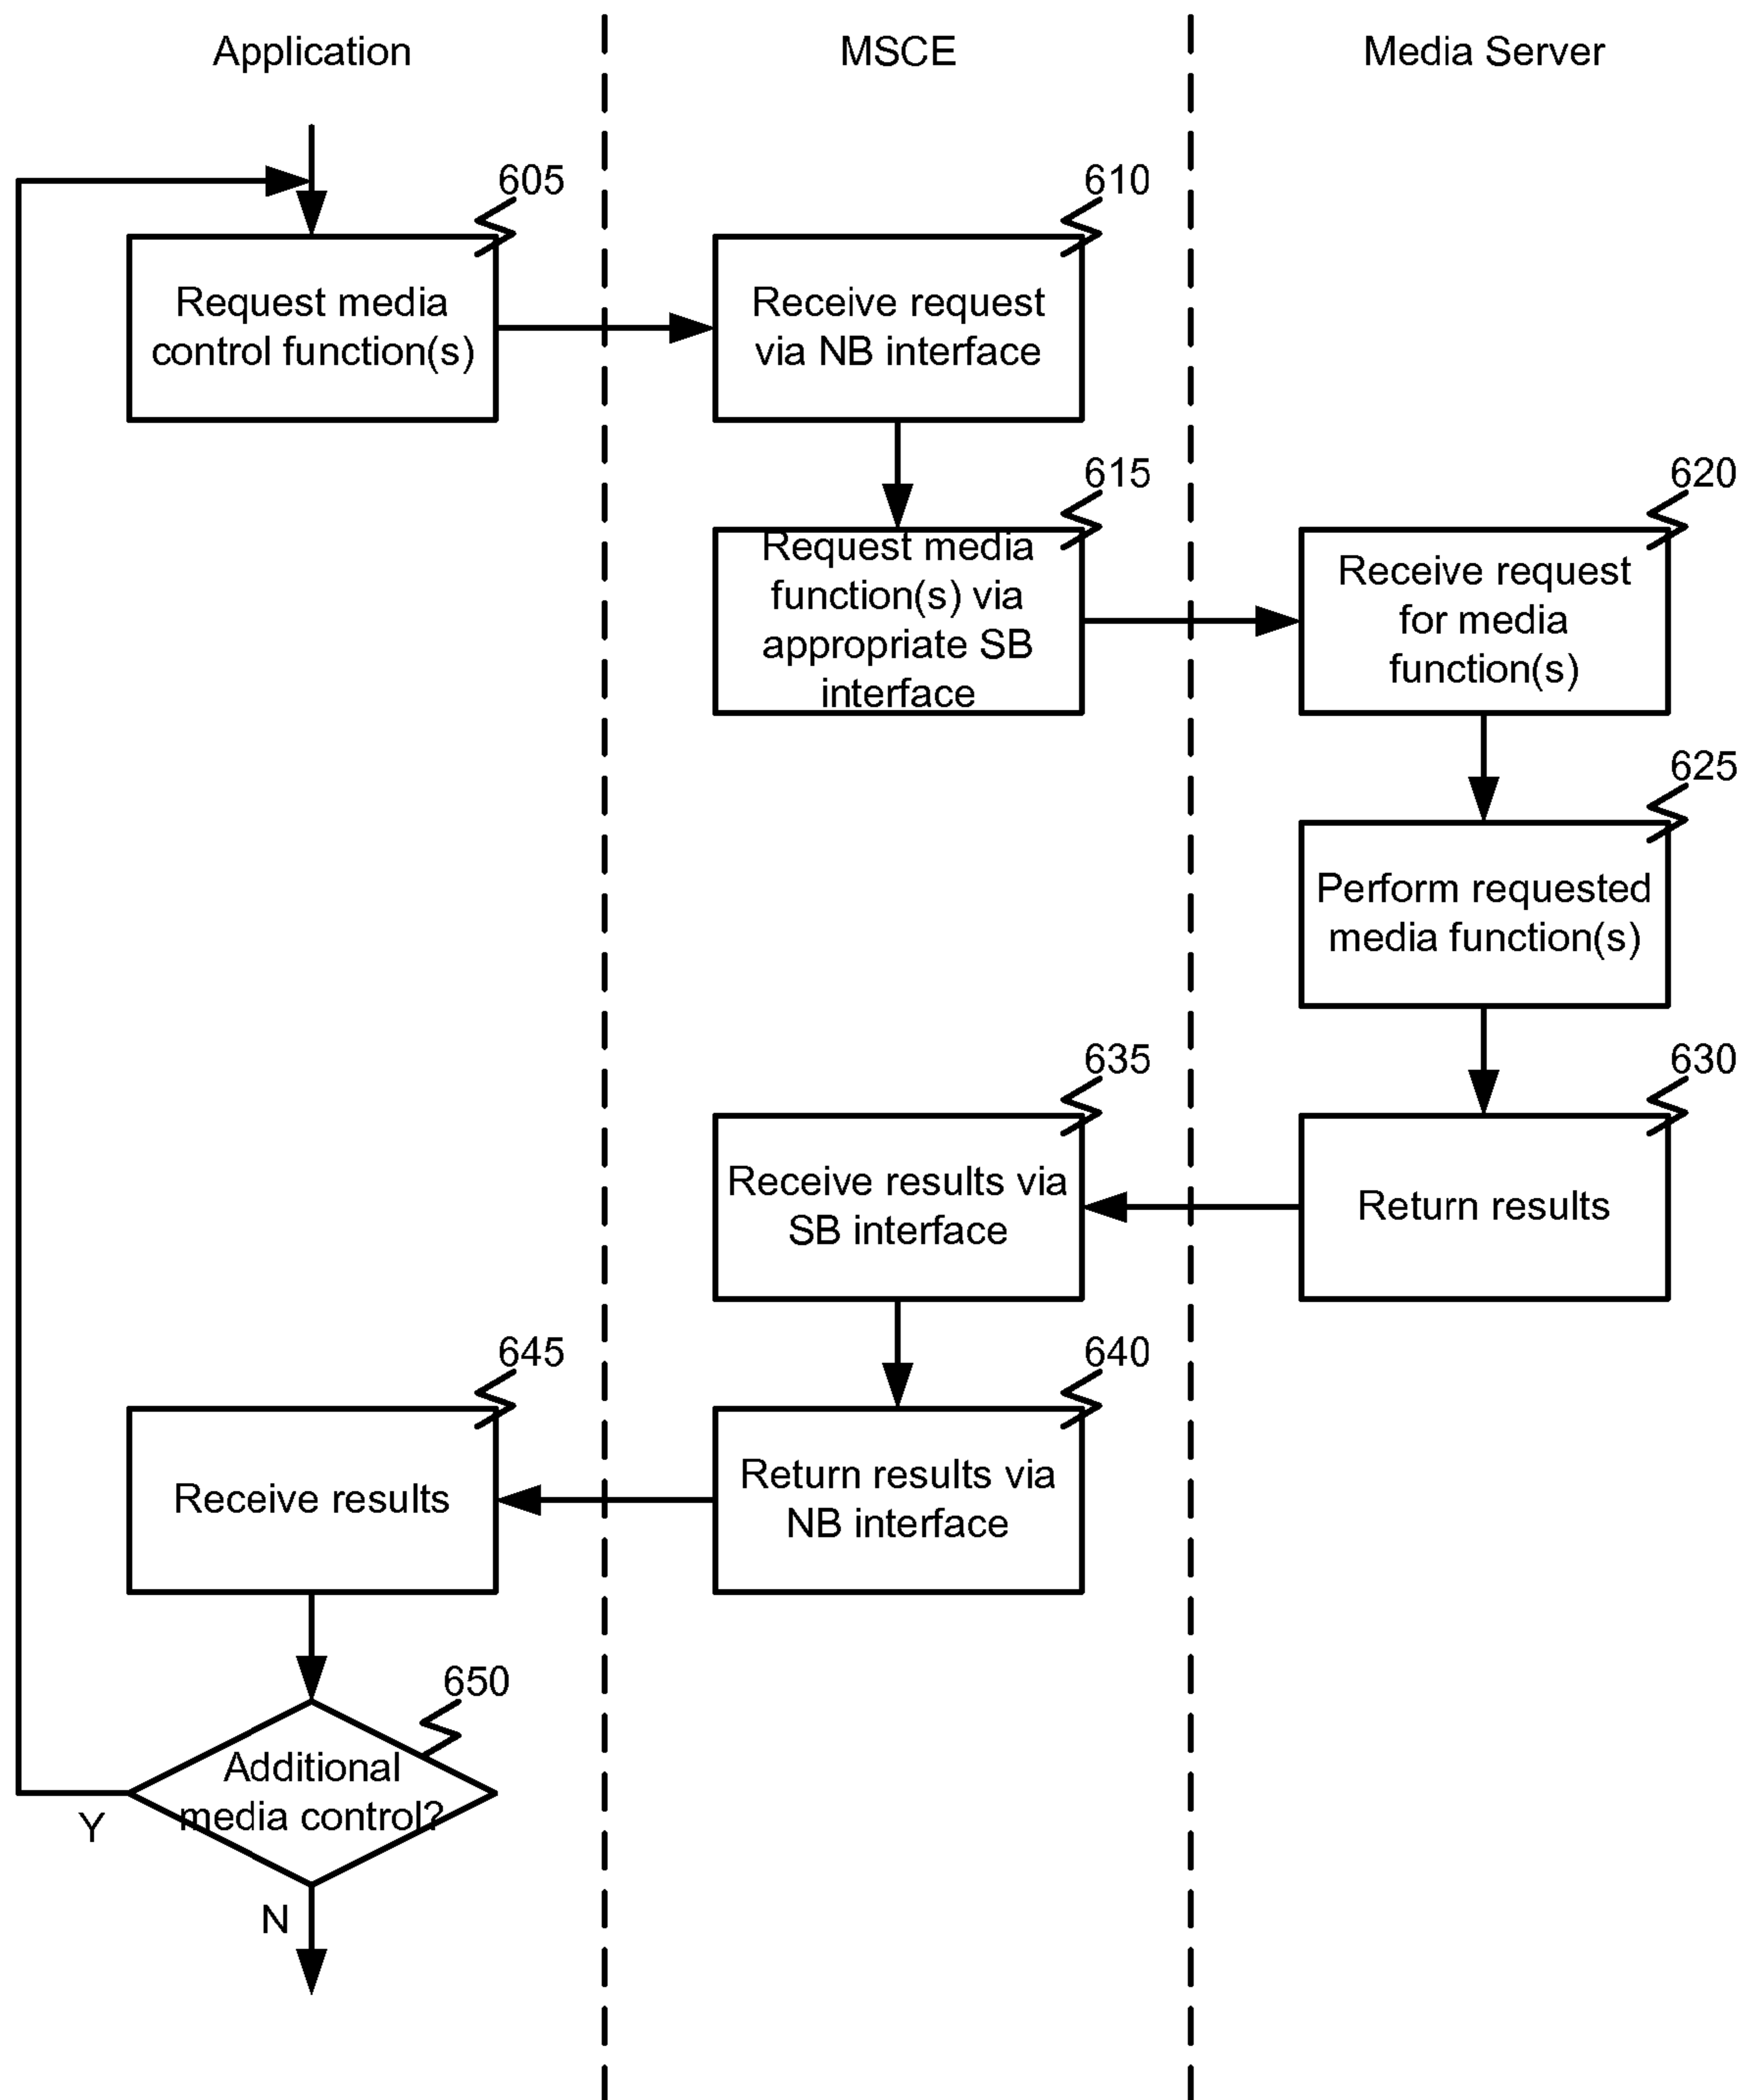 Application
MSCE
Media Server
605
610
Request media
control function(s)
Receive request
via NB interface
615
620
Request media
function(s) via
appropriate SB
interface
Receive request
for media
function(s)
625
Perform requested
media function(s)
635
630
Receive results via
SB interface
Return results
645
640
Receive results
Return results via
NB interface
650
Additional
media control?
Y
N